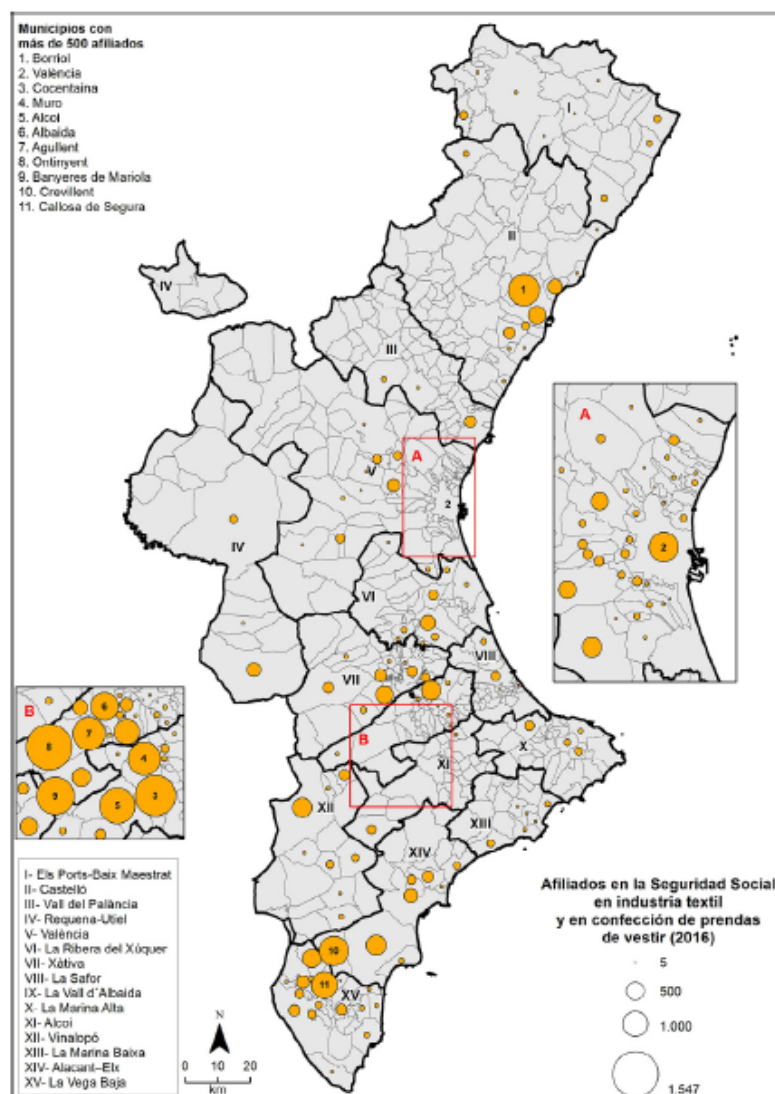 Municipios con
más de 500 afiliados
1. Borriol
2. València
3. Cocentaina
4. Muro
5. Alcoi
6. Albaida
7. Agullent
8. Ontinyent
9. Banyeres de Mariola
10. Crevillent
11. Callosa de Segura
I
II
IV
1
III
A
A
V
2
2
IV
VI
VIII
VII
B
B
6
7
8
4
9
5
3
X
XI
XII
XIII
XIV
I- Els Ports-Baix Maestrat
II- Castelló
III- Vall del Palància
IV- Requena-Utiel
V- València
VI- La Ribera del Xúquer
VII- Xàtiva
VIII- La Safor
IX- La Vall d´Albaida
X- La Marina Alta
XI- Alcoi
XII- Vinalopó
XIII- La Marina Baixa
XIV- Alacant–Elx
XV- La Vega Baja
10
11
XV
N
0 10 20
km
Afiliados en la Seguridad Social
en industria textil
y en confección de prendas
de vestir (2016)
5
500
1.000
1.547